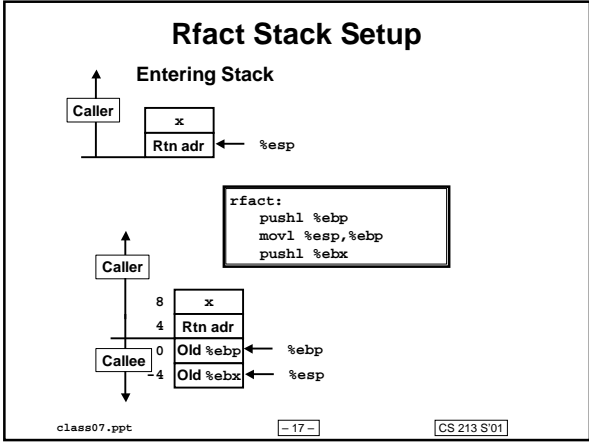 Rfact Stack Setup
Entering Stack
Caller
x
Rtn adr
%esp
rfact:
pushl %ebp
movl %esp,%ebp
pushl %ebx
Caller
8 x
4 Rtn adr
0 Old %ebp %ebp
Callee
-4 Old %ebx %esp
class07.ppt – 17 – CS 213 S'01